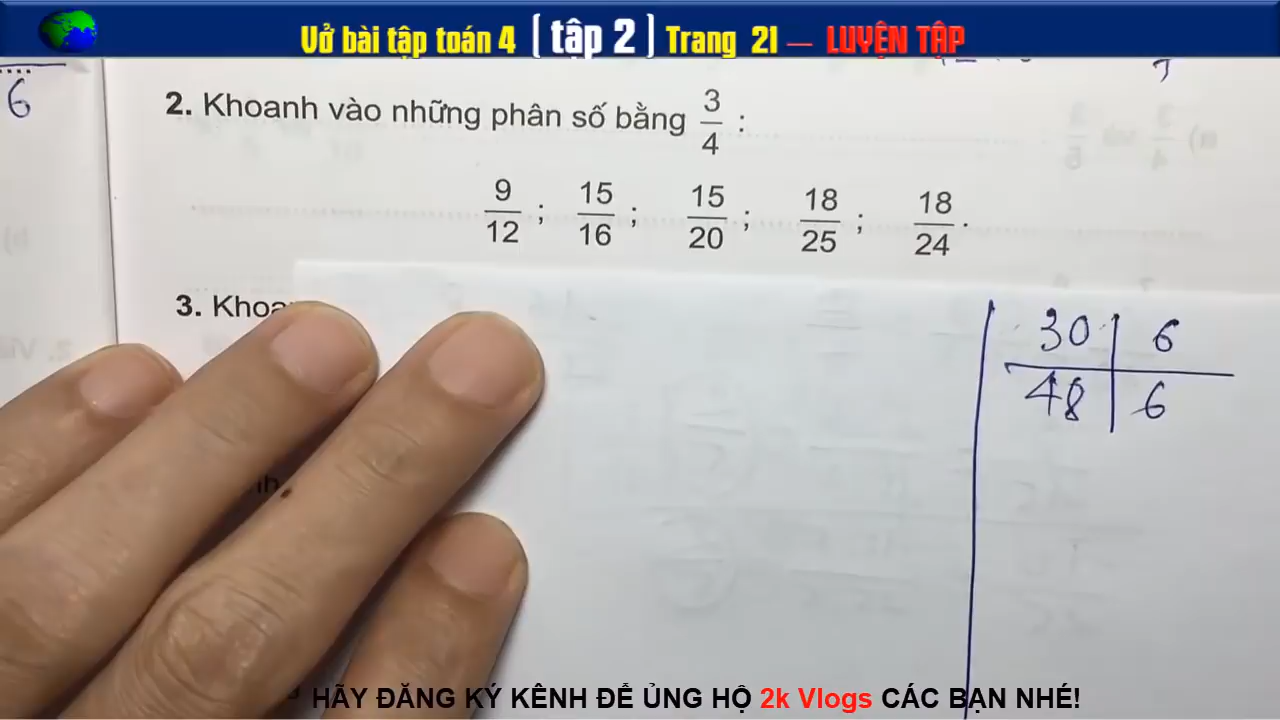 Vở bài tập toán 4 ( tập 2 ) Trang 21 — LUYỆN TẬP
6
2. Khoanh vào những phân số bằng 3/4 :
9/12 ; 15/16 ; 15/20 ; 18/25 ; 18/24 .
3. Khoa
30 6
48 6
HÃY ĐĂNG KÝ KÊNH ĐỂ ỦNG HỘ 2k Vlogs CÁC BẠN NHÉ!